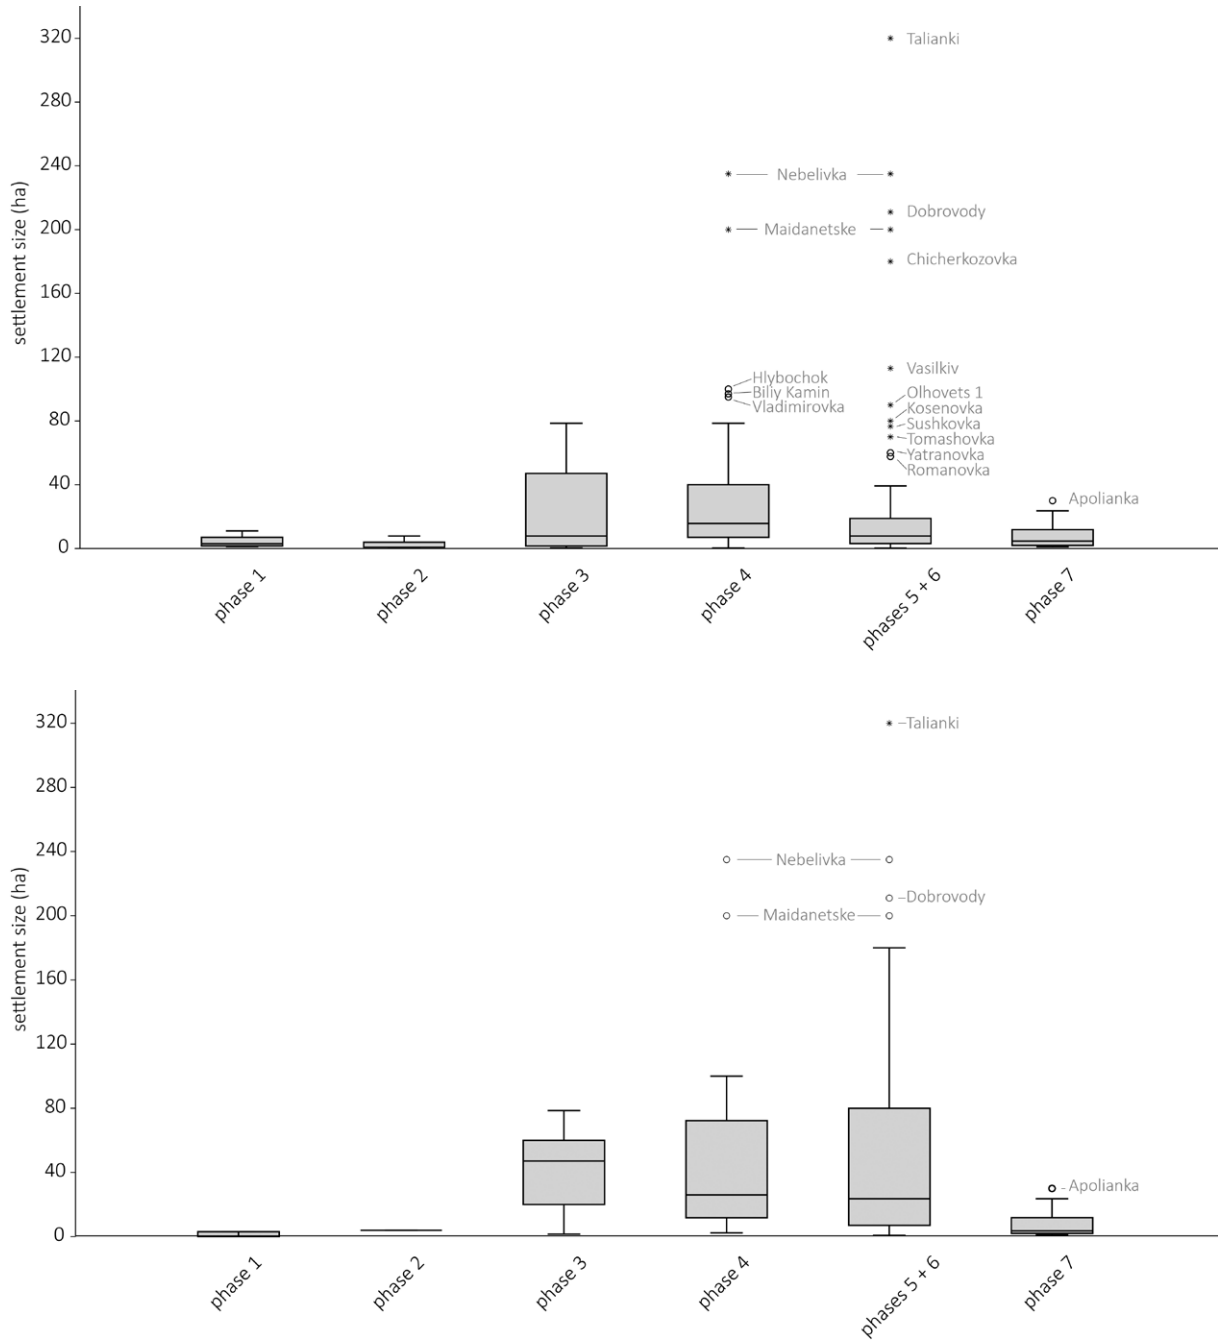 320
Talianki
280
240
Nebelivka
Dobrovody
200
Maidanetske
Chicherkozovka
160
settlement size (ha)
120
Vasilkiv
Hlybochok
Biliy Kamin
Vladimirovka
Olhovets 1
Kosenovka
Sushkovka
Tomashovka
Yatranovka
Romanovka
80
40
Apolianka
0
phase 1
phase 2
phase 3
phase 4
phases 5 + 6
phase 7
320
Talianki
280
240
Nebelivka
Dobrovody
200
Maidanetske
160
settlement size (ha)
120
80
40
Apolianka
0
phase 1
phase 2
phase 3
phase 4
phases 5 + 6
phase 7